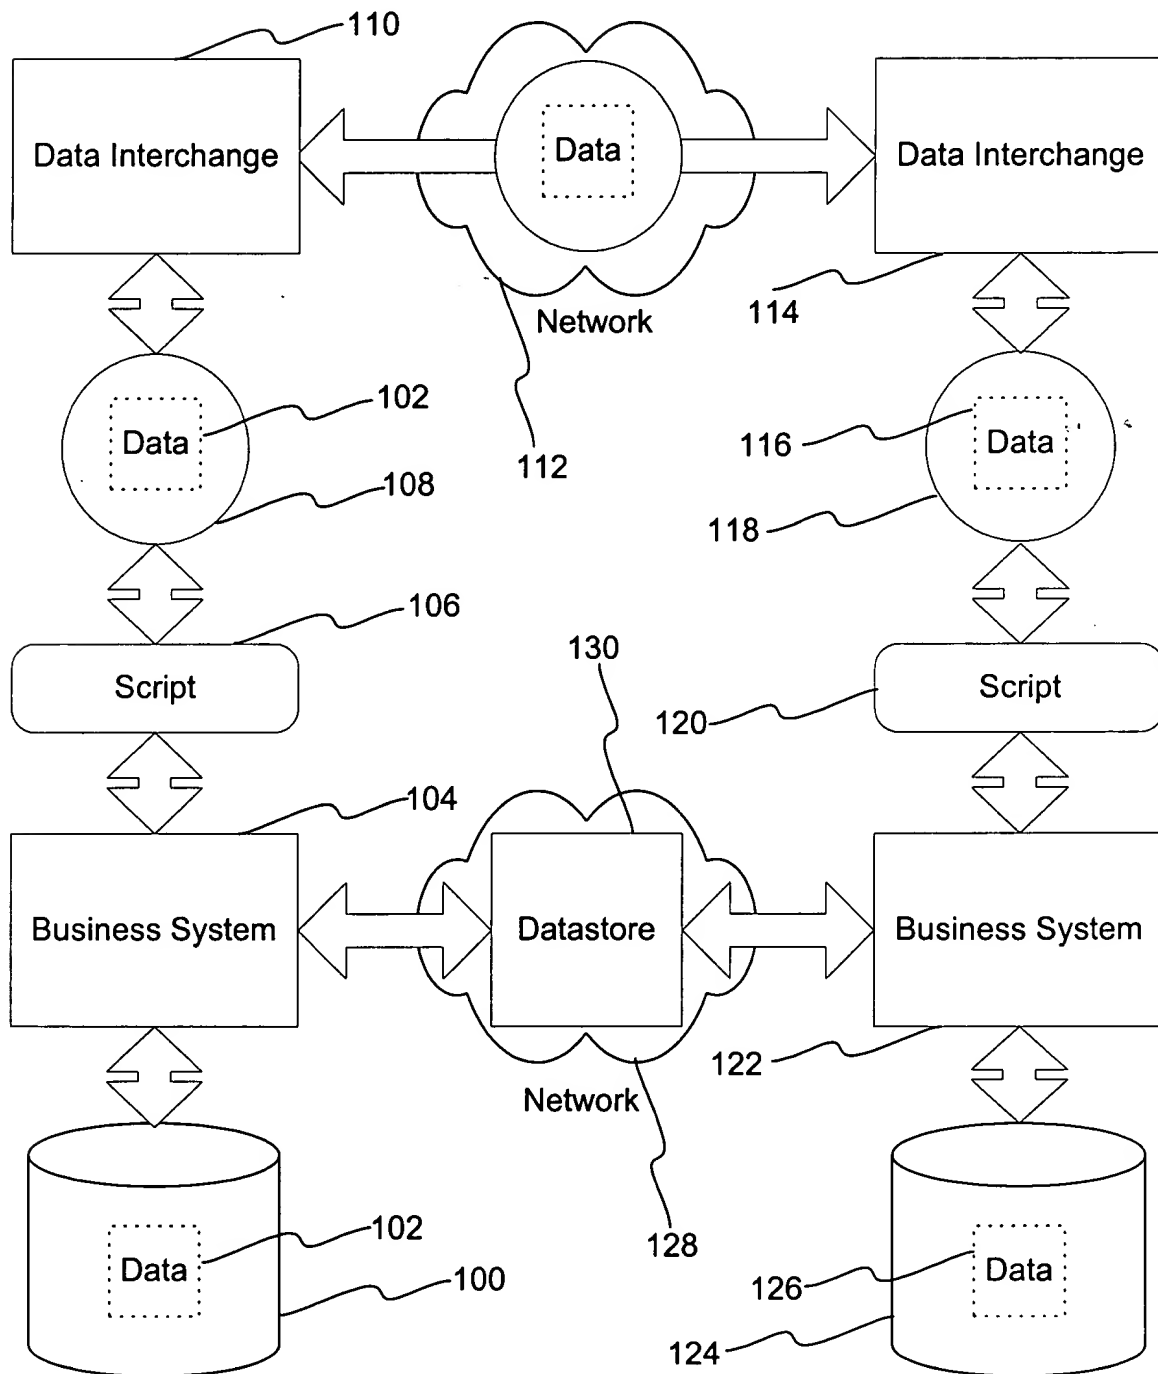 110
Data Interchange
Data
Data Interchange
114
Network
102
Data
112
116
Data
108
118
106
Script
130
120
Script
104
Business System
Datastore
Business System
122
Network
102
Data
100
128
126
Data
124